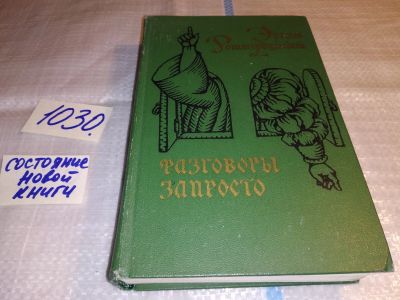 1030.
состояние
новой
книги
Эразм
Роттердамский
РАЗГОВОРЫ
ЗАПРОСТО